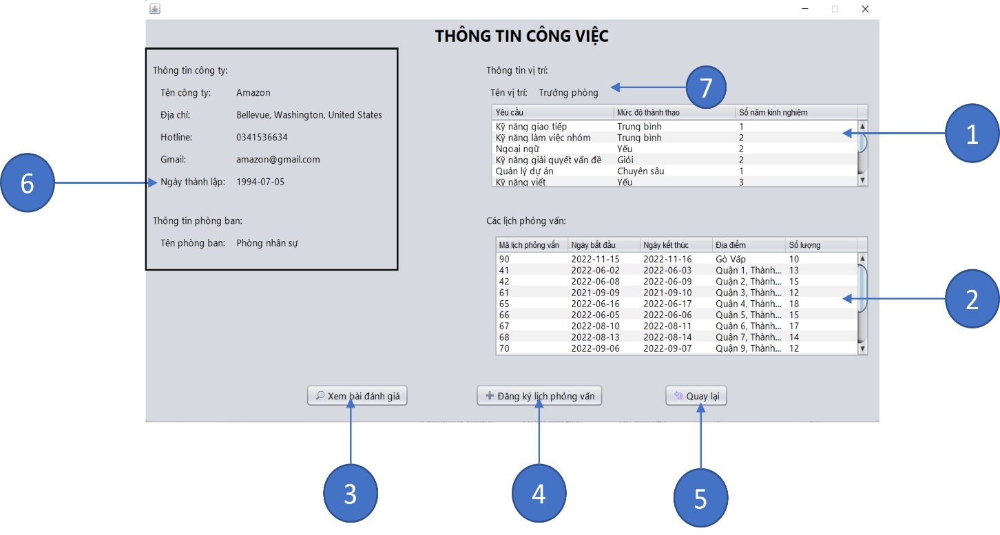 THÔNG TIN CÔNG VIỆC
Thông tin công ty:
Tên công ty: Amazon
Địa chỉ: Bellevue, Washington, United States
Hotline: 0341536634
Gmail: amazon@gmail.com
Ngày thành lập: 1994-07-05
Thông tin phòng ban:
Tên phòng ban: Phòng nhân sự
6
Thông tin vị trí:
Tên vị trí: Trưởng phòng
7
Yêu cầu Mức độ thành thạo Số năm kinh nghiệm
Kỹ năng giao tiếp Trung bình 1
Kỹ năng làm việc nhóm Trung bình 2
Ngoại ngữ Yếu 2
Kỹ năng giải quyết vấn đề Giỏi 2
Quản lý dự án Chuyên sâu 1
Kỹ năng viết Yếu 3
1
Các lịch phỏng vấn:
Mã lịch phỏng vấn Ngày bắt đầu Ngày kết thúc Địa điểm Số lượng
90 2022-11-15 2022-11-16 Gò Vấp 10
41 2022-06-02 2022-06-03 Quận 1, Thành... 13
42 2022-06-08 2022-06-09 Quận 2, Thành... 15
61 2021-09-09 2021-09-10 Quận 3, Thành... 12
65 2022-06-16 2022-06-17 Quận 4, Thành... 18
66 2022-06-05 2022-06-06 Quận 5, Thành... 15
67 2022-08-10 2022-08-11 Quận 6, Thành... 17
68 2022-08-13 2022-08-14 Quận 7, Thành... 14
70 2022-09-06 2022-09-07 Quận 9, Thành... 12
2
Xem bài đánh giá
Đăng ký lịch phỏng vấn
Quay lại
3
4
5